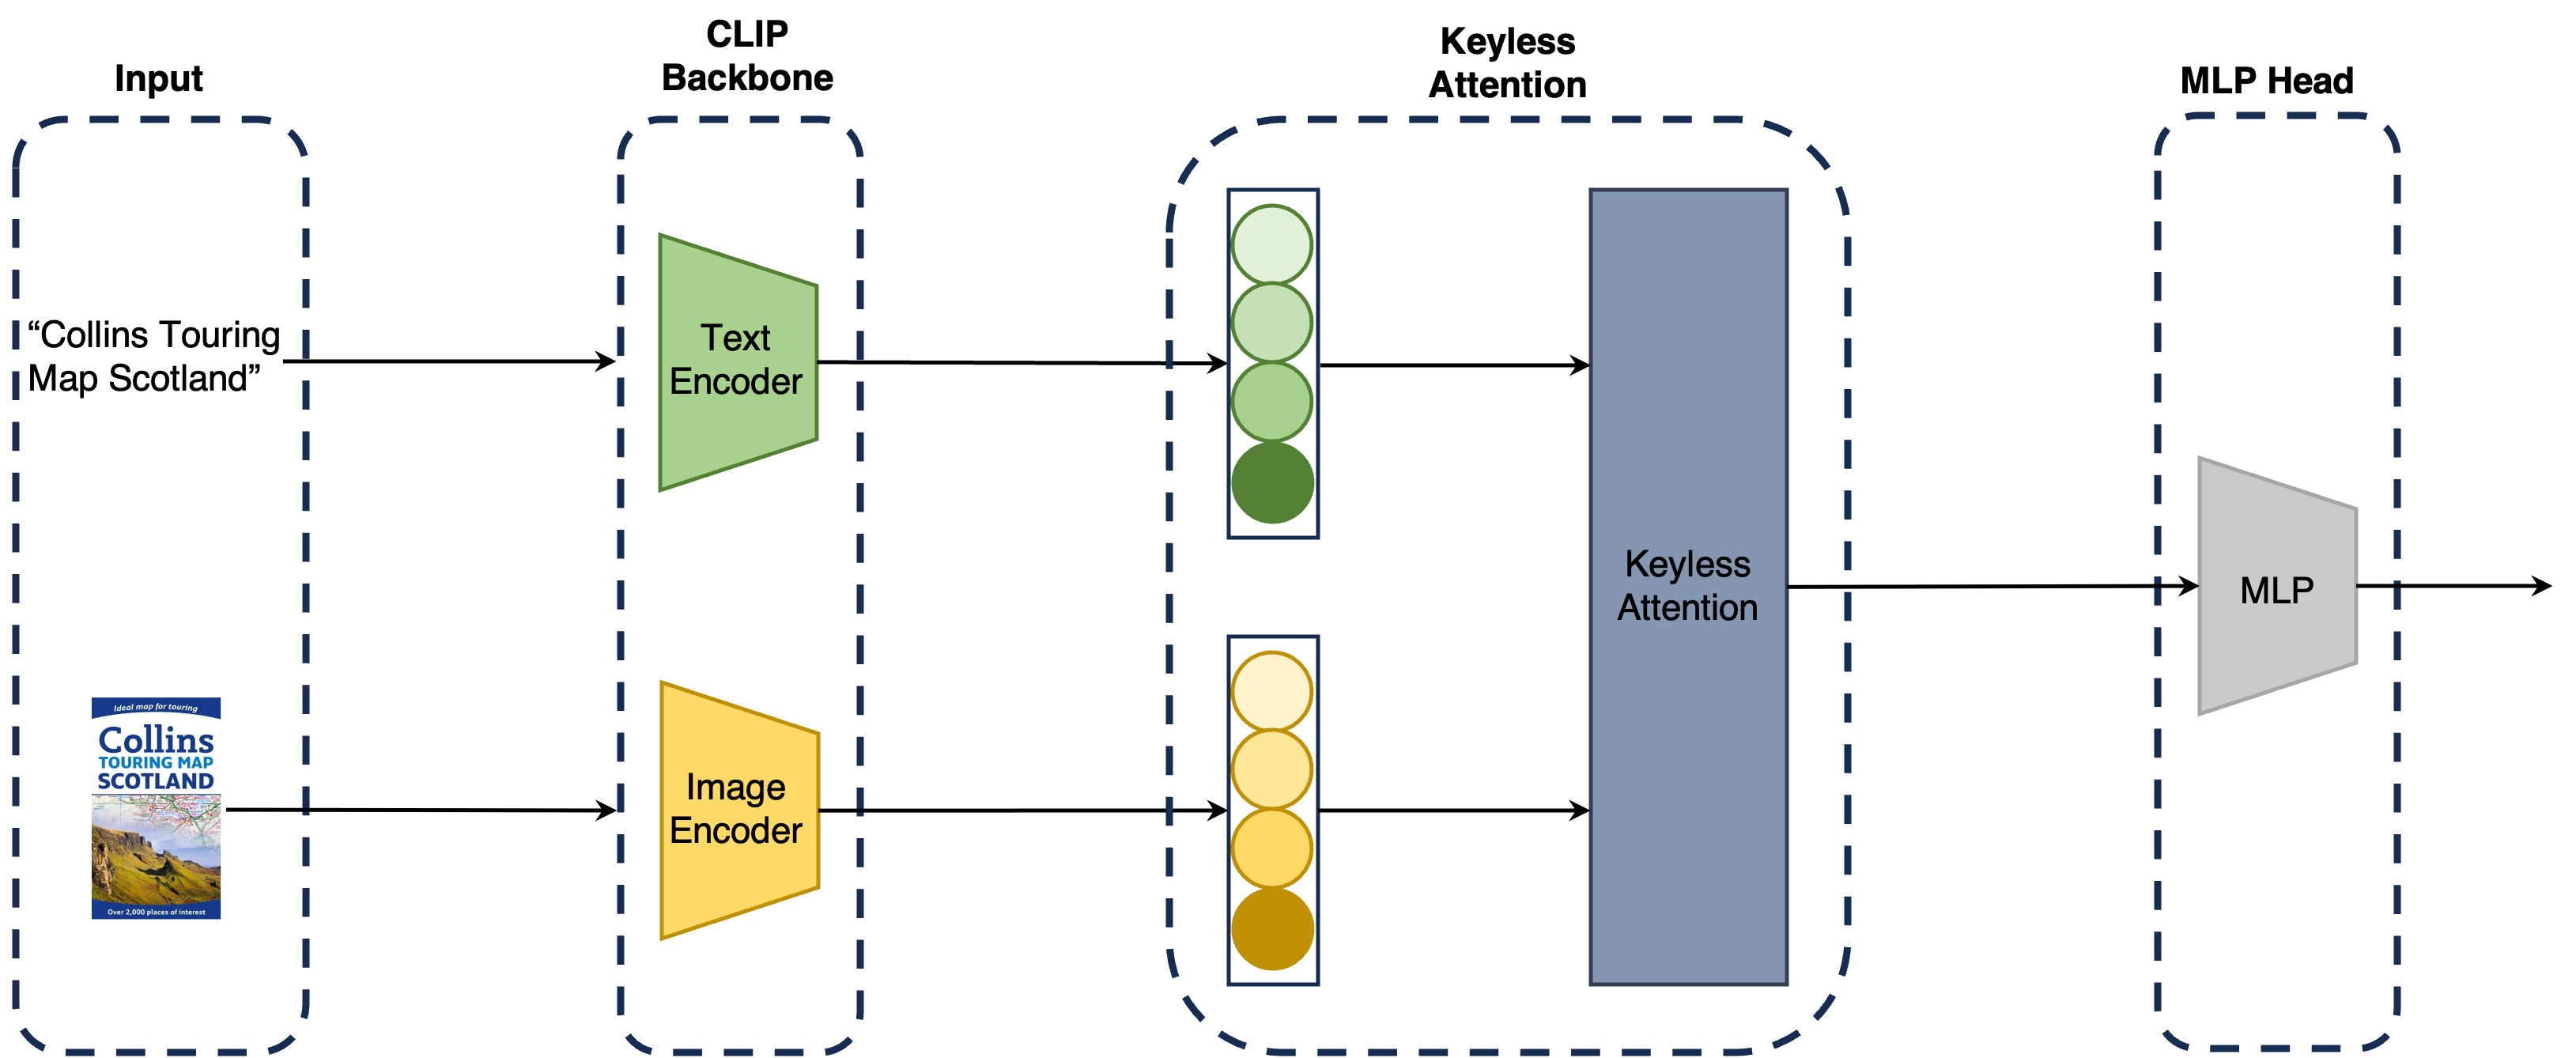 Input
CLIP
Backbone
Keyless
Attention
MLP Head
“Collins Touring
Map Scotland”
Text
Encoder
Ideal map for touring
Collins
TOURING MAP
SCOTLAND
Over 2,000 places of interest
Image
Encoder
Keyless
Attention
MLP